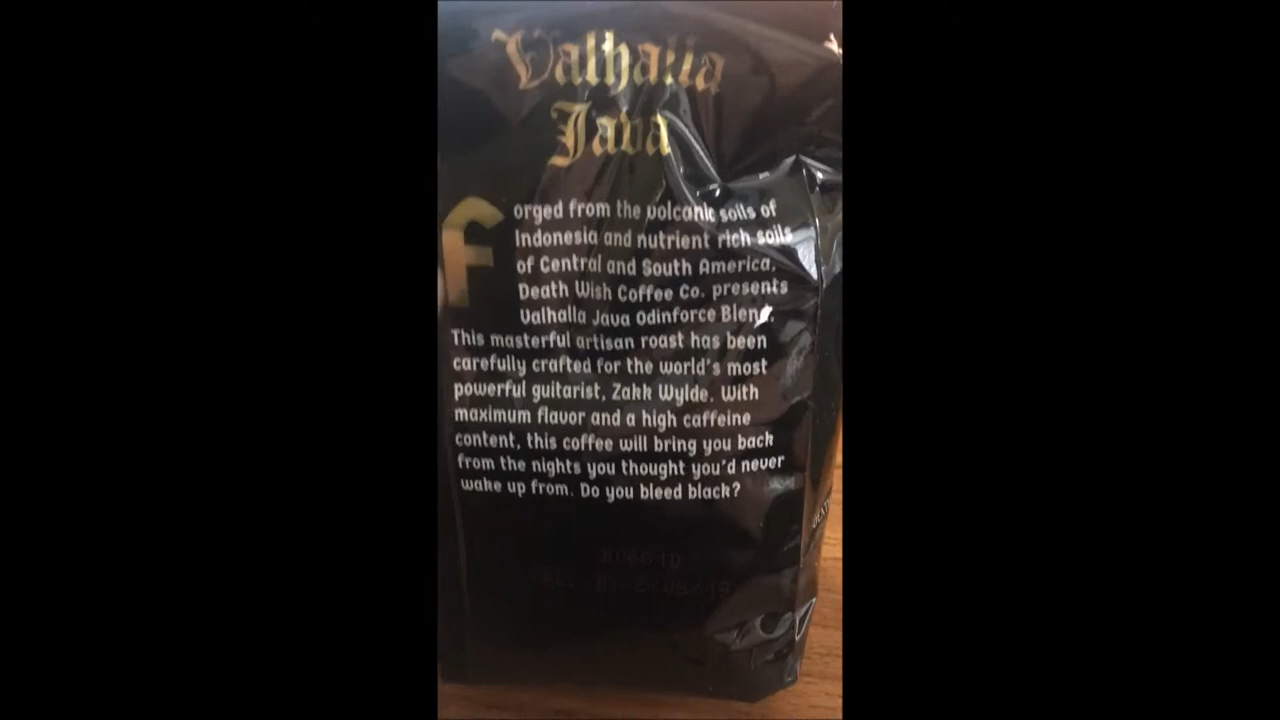 Valhalla
Java
Forged from the volcanic soils of
Indonesia and nutrient rich soils
of Central and South America,
Death Wish Coffee Co. presents
Valhalla Java Odinforce Blend.
This masterful artisan roast has been
carefully crafted for the world's most
powerful guitarist, Zakk Wylde. With
maximum flavor and a high caffeine
content, this coffee will bring you back
from the nights you thought you'd never
wake up from. Do you bleed black?